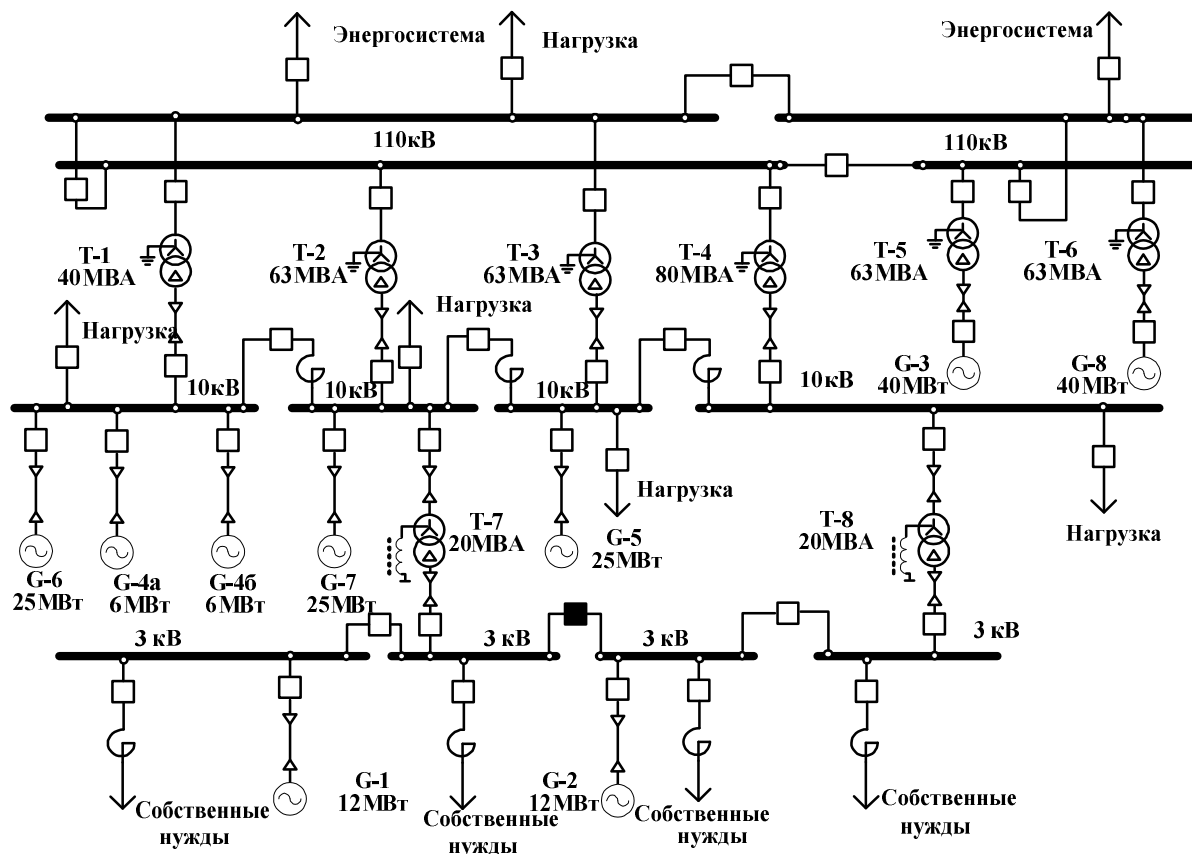 Энергосистема
Нагрузка
Энергосистема
110кВ
110кВ
Т-1
40МВА
Т-2
63МВА
Т-3
63МВА
Т-4
80МВА
Т-5
63МВА
Т-6
63МВА
Нагрузка
Нагрузка
10кВ
10кВ
10кВ
10кВ
G-3
40МВт
G-8
40МВт
Нагрузка
Нагрузка
Т-7
20МВА
G-5
25МВт
Т-8
20МВА
G-6
25МВт
G-4а
6МВт
G-4б
6МВт
G-7
25МВт
3 кВ
3 кВ
3 кВ
3 кВ
G-1
12МВт
G-2
12МВт
Собственные
нужды
Собственные
нужды
Собственные
нужды
Собственные
нужды